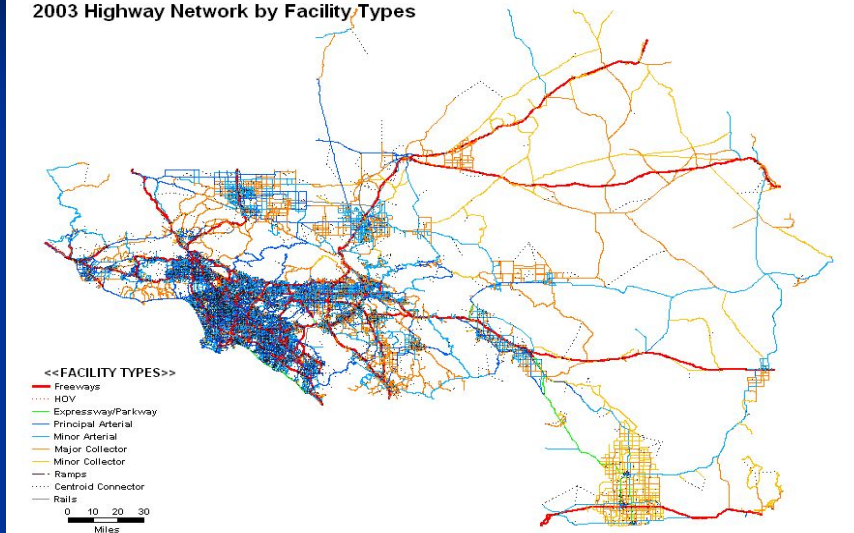 2003 Highway Network by Facility Types
<<FACILITY TYPES>>
Freeways
HOV
Expressway/Parkway
Principal Arterial
Minor Arterial
Major Collector
Minor Collector
Ramps
Centroid Connector
Rails
0 10 20 30
Miles